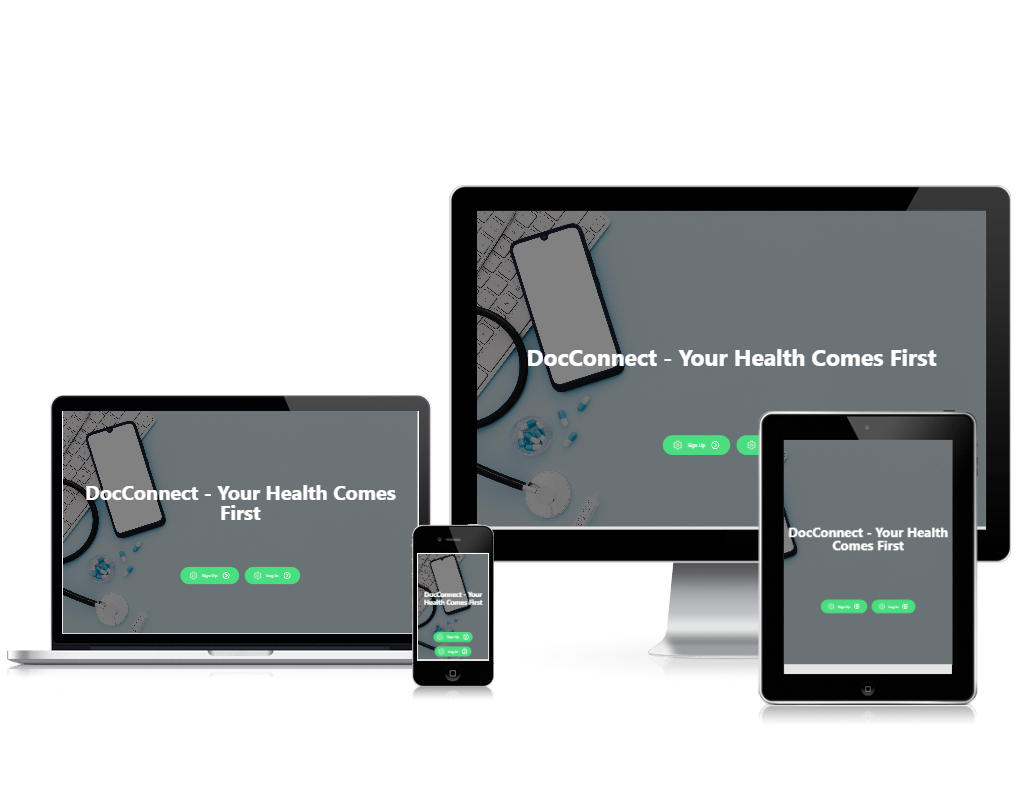 DocConnect - Your Health Comes First
Sign Up
DocConnect - Your Health Comes
First
Sign Up
Log In
DocConnect - Your
Health Comes First
Sign Up
Log In
DocConnect - Your Health
Comes First
Sign Up
Log In